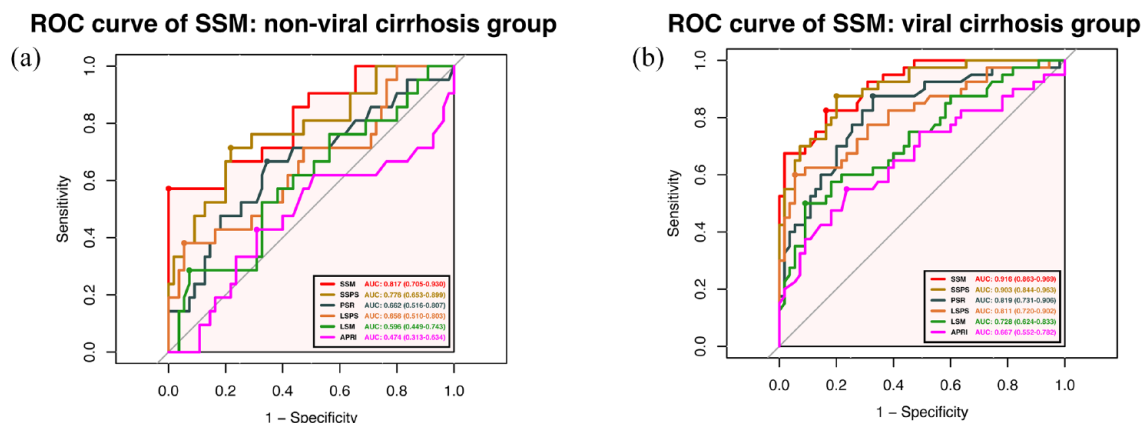 ROC curve of SSM: non-viral cirrhosis group
(a)
1.0
0.8
0.6
0.4
0.2
0.0
Sensitivity
SSM AUC: 0.817 (0.705-0.930)
SSPS AUC: 0.776 (0.653-0.899)
PSR AUC: 0.662 (0.516-0.807)
LSPS AUC: 0.656 (0.510-0.803)
LSM AUC: 0.596 (0.449-0.743)
APRI AUC: 0.474 (0.313-0.634)
0.0 0.2 0.4 0.6 0.8 1.0
1 − Specificity
ROC curve of SSM: viral cirrhosis group
(b)
1.0
0.8
0.6
0.4
0.2
0.0
Sensitivity
SSM AUC: 0.916 (0.863-0.969)
SSPS AUC: 0.903 (0.844-0.963)
PSR AUC: 0.819 (0.731-0.906)
LSPS AUC: 0.811 (0.720-0.902)
LSM AUC: 0.728 (0.624-0.833)
APRI AUC: 0.667 (0.552-0.782)
0.0 0.2 0.4 0.6 0.8 1.0
1 − Specificity